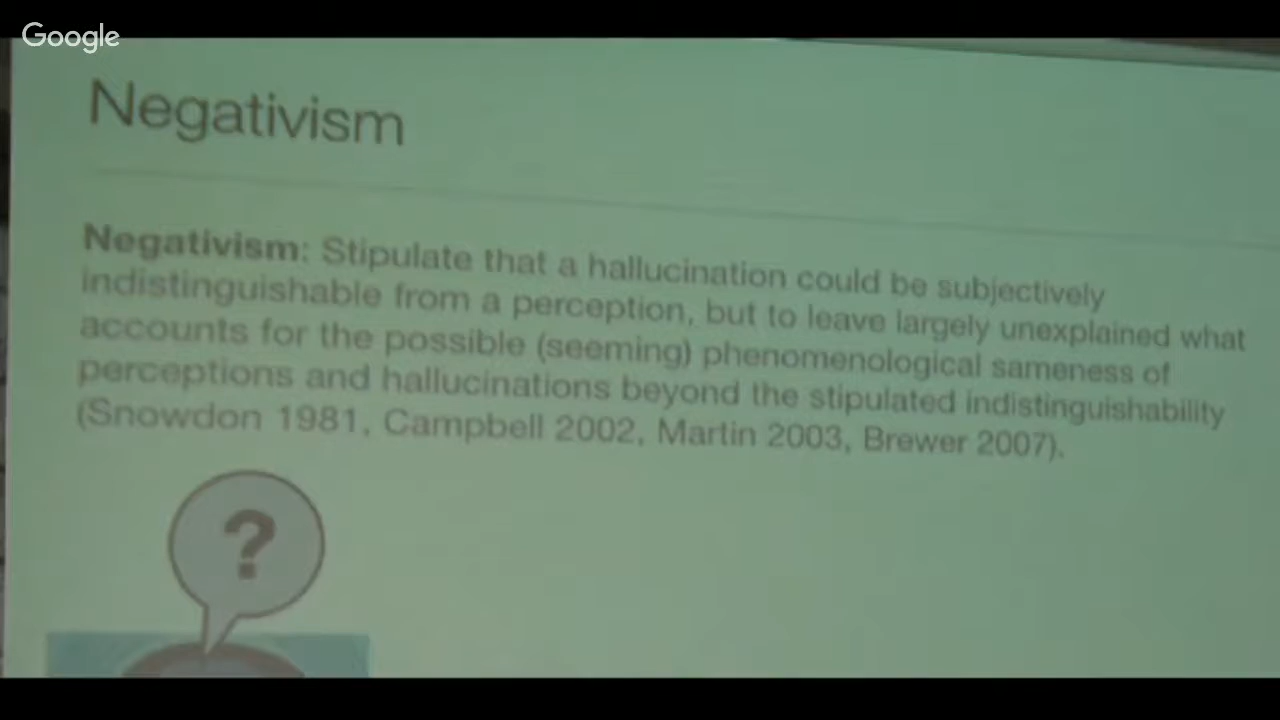 Google
Negativism
Negativism: Stipulate that a hallucination could be subjectively
indistinguishable from a perception, but to leave largely unexplained what
accounts for the possible (seeming) phenomenological sameness of
perceptions and hallucinations beyond the stipulated indistinguishability
(Snowdon 1981, Campbell 2002, Martin 2003, Brewer 2007).
?